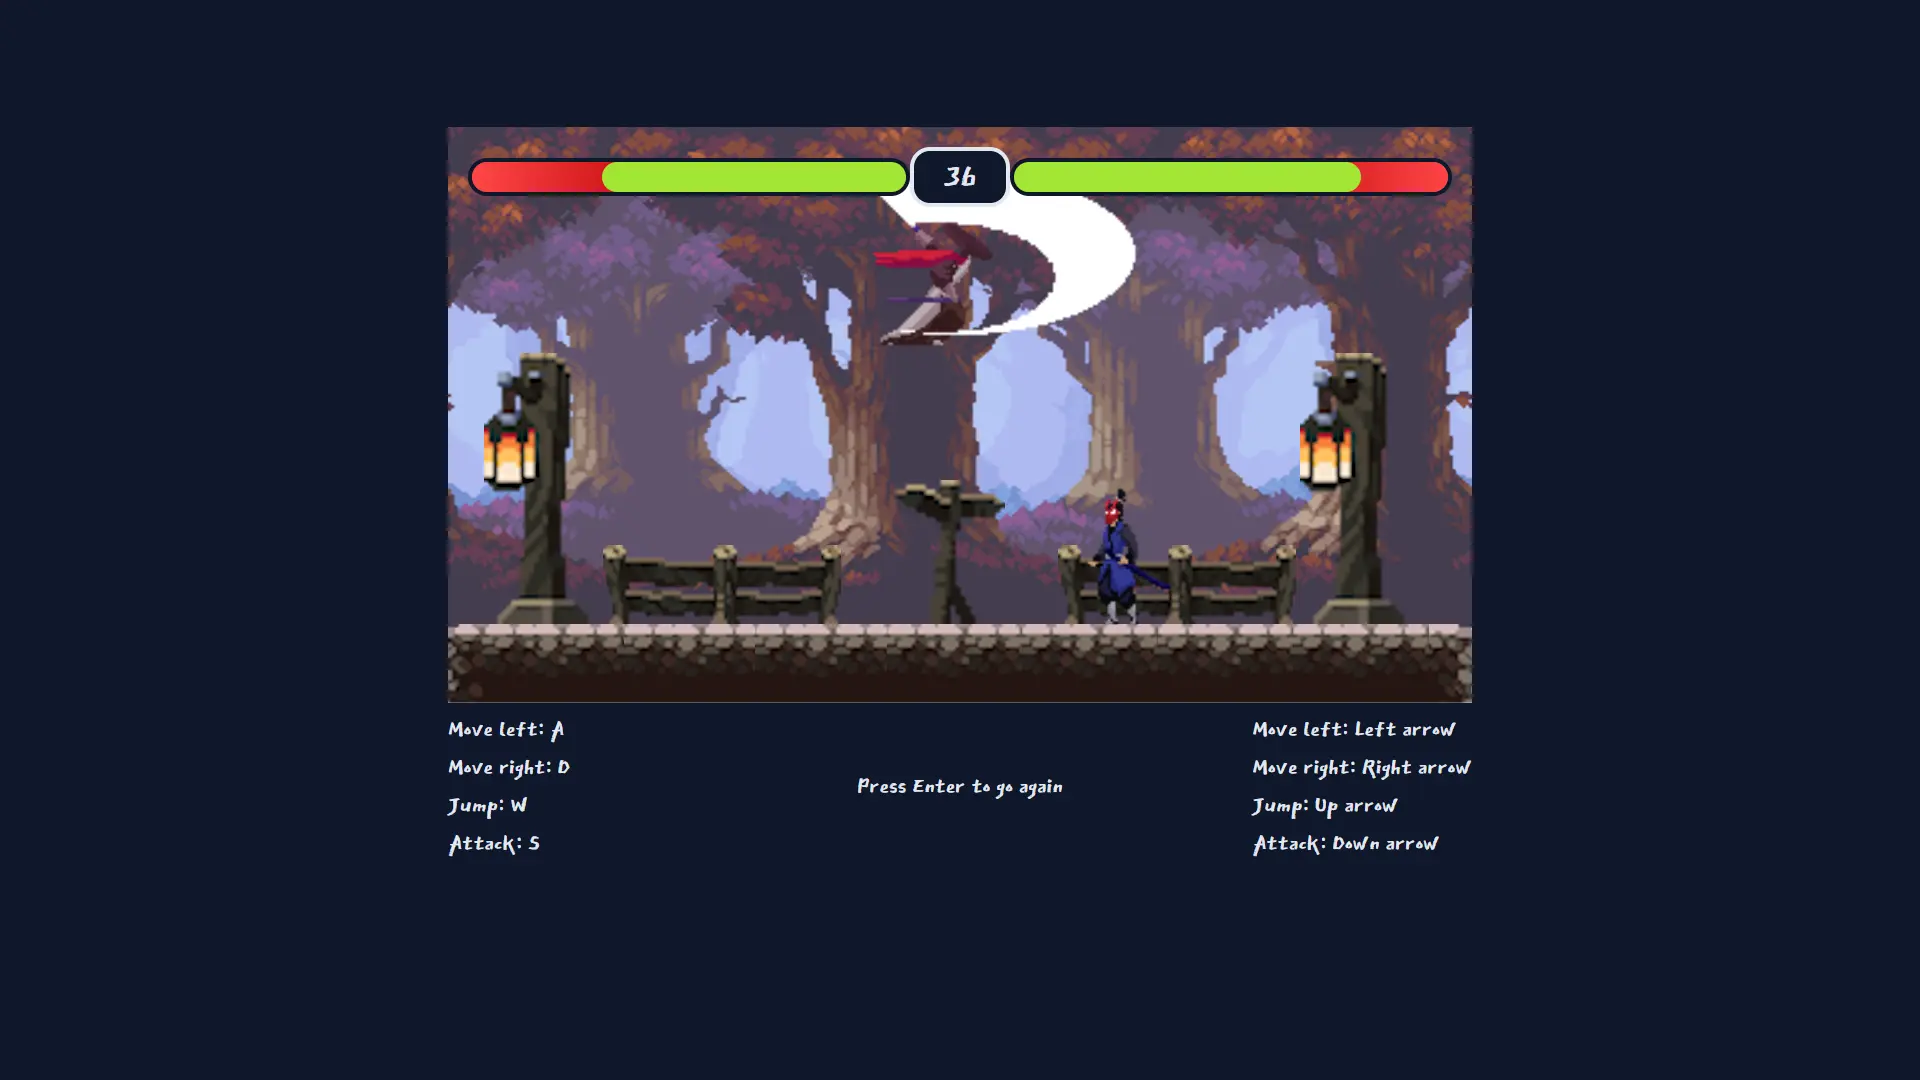 36
Move left: A
Move right: D
Jump: W
Attack: S
Press Enter to go again
Move left: Left arrow
Move right: Right arrow
Jump: Up arrow
Attack: Down arrow